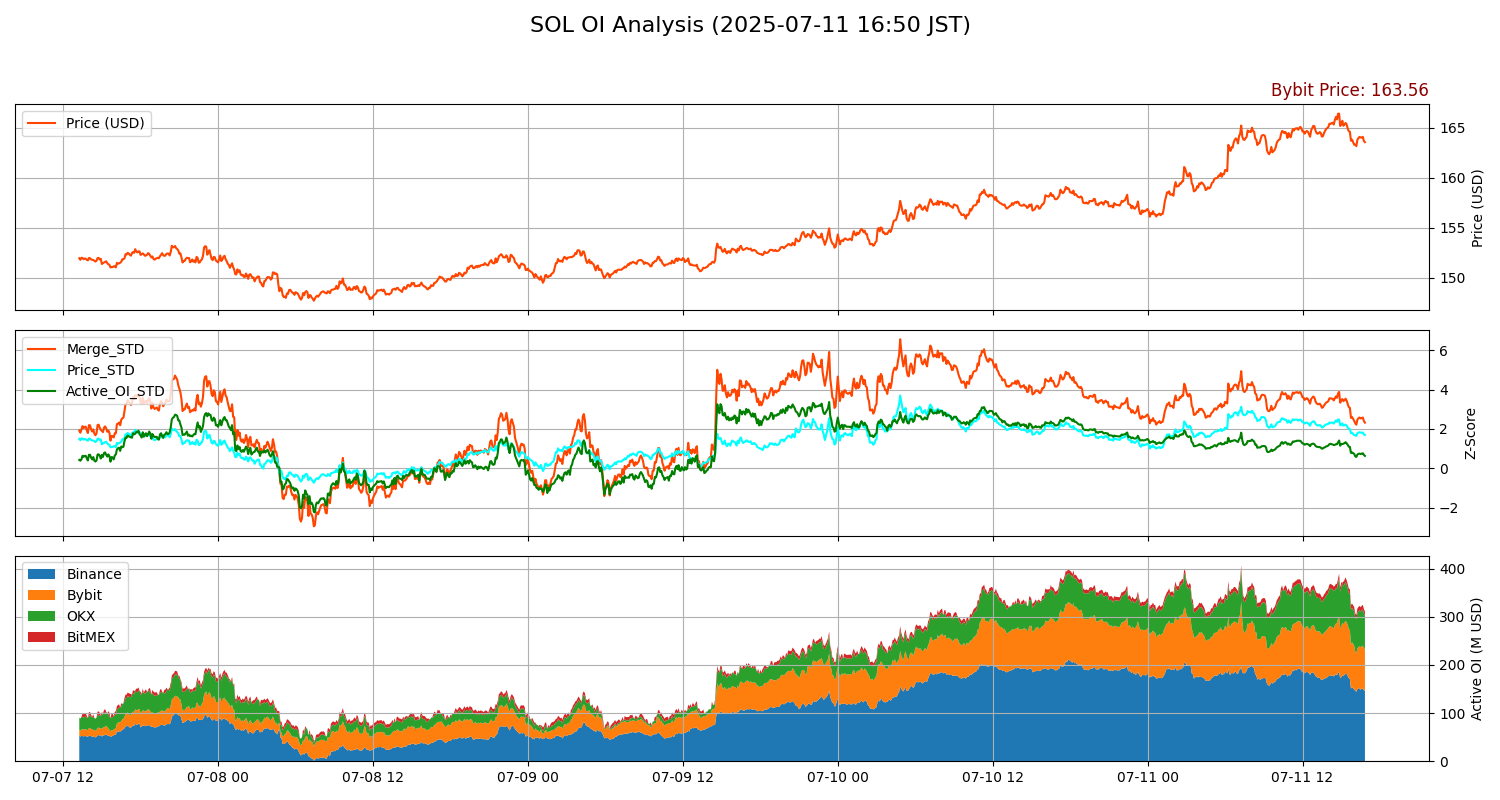 SOL OI Analysis (2025-07-11 16:50 JST)
Bybit Price: 163.56
Price (USD)
165
160
155
150
Price (USD)
Merge_STD
Price_STD
Active_OI_STD
6
4
2
0
−2
Z-Score
Binance
Bybit
OKX
BitMEX
400
300
200
100
0
Active OI (M USD)
07-07 12
07-08 00
07-08 12
07-09 00
07-09 12
07-10 00
07-10 12
07-11 00
07-11 12